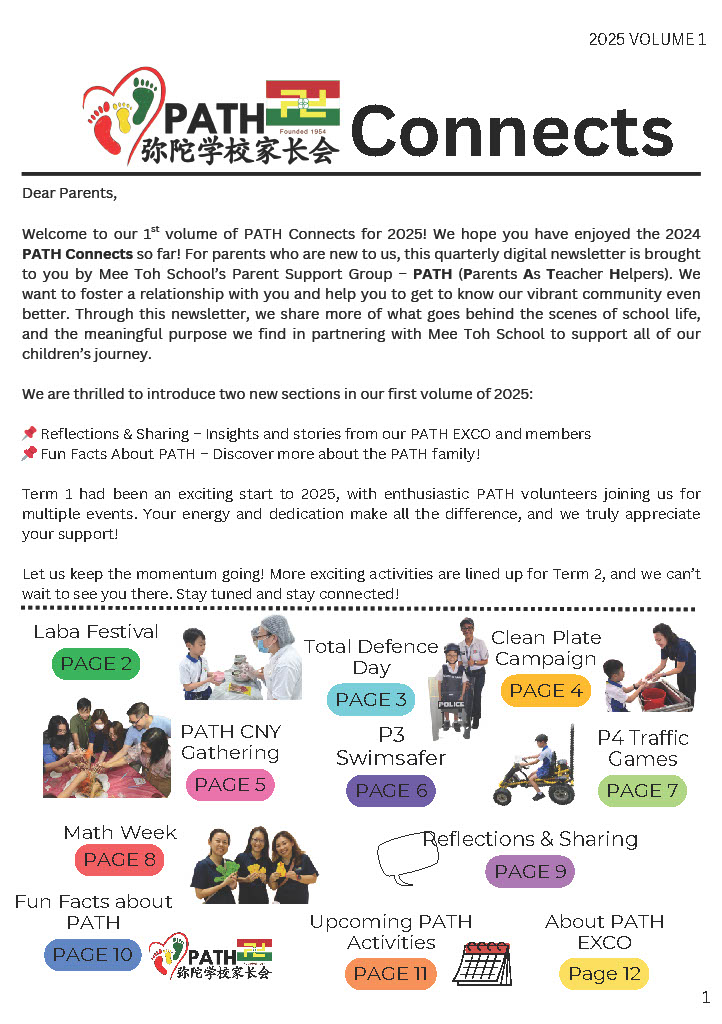 2025 VOLUME 1
PATH
Founded 1954
弥陀学校家长会
Connects
Dear Parents,
Welcome to our 1st volume of PATH Connects for 2025! We hope you have enjoyed the 2024
PATH Connects so far! For parents who are new to us, this quarterly digital newsletter is brought
to you by Mee Toh School's Parent Support Group – PATH (Parents As Teacher Helpers). We
want to foster a relationship with you and help you to get to know our vibrant community even
better. Through this newsletter, we share more of what goes behind the scenes of school life,
and the meaningful purpose we find in partnering with Mee Toh School to support all of our
children's journey.
We are thrilled to introduce two new sections in our first volume of 2025:
📌 Reflections & Sharing – Insights and stories from our PATH EXCO and members
📌 Fun Facts About PATH – Discover more about the PATH family!
Term 1 had been an exciting start to 2025, with enthusiastic PATH volunteers joining us for
multiple events. Your energy and dedication make all the difference, and we truly appreciate
your support!
Let us keep the momentum going! More exciting activities are lined up for Term 2, and we can't
wait to see you there. Stay tuned and stay connected!
Laba Festival
PAGE 2
Total Defence
Day
PAGE 3
POLICE
Clean Plate
Campaign
PAGE 4
PATH CNY
Gathering
PAGE 5
P3
Swimsafer
PAGE 6
P4 Traffic
Games
PAGE 7
Math Week
PAGE 8
Reflections & Sharing
PAGE 9
Fun Facts about
PATH
PAGE 10
PATH
弥陀学校家长会
Upcoming PATH
Activities
PAGE 11
About PATH
EXCO
Page 12
1